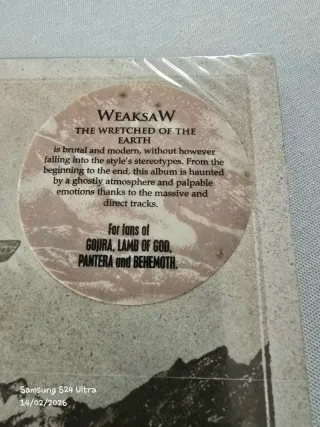 WEAKSAW
THE WRETCHED OF THE
EARTH
is brutal and modern, without however
falling into the style's stereotypes. From the
beginning to the end, this album is haunted
by a ghostly atmosphere and palpable
emotions thanks to the massive and
direct tracks.
For fans of
GOJIRA, LAMB OF GOD,
PANTERA and BEHEMOTH.
Samsung S24 Ultra
14/02/2026